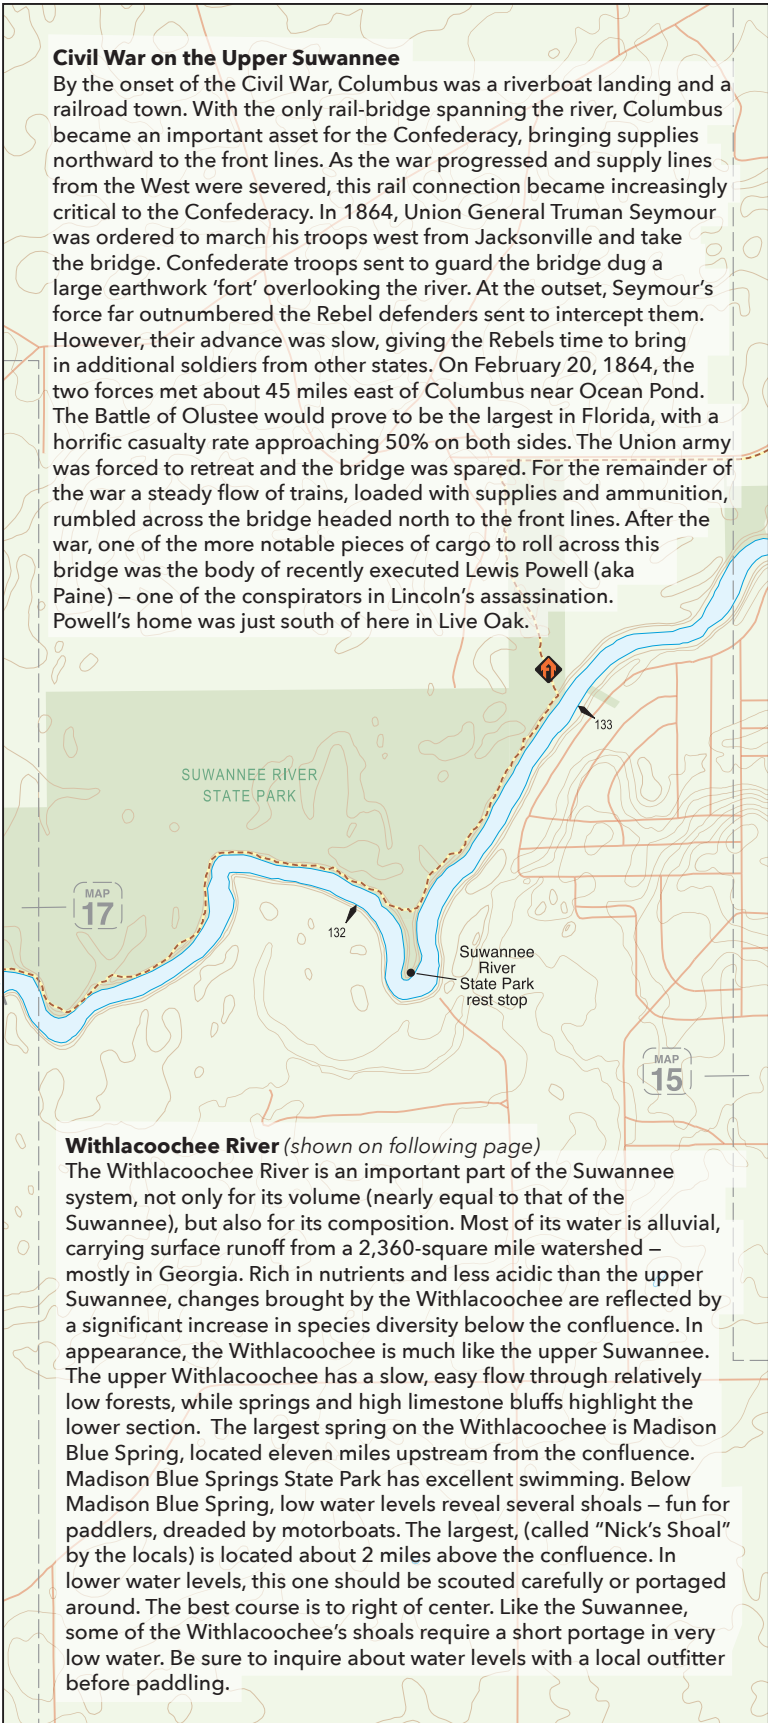 Civil War on the Upper Suwannee
By the onset of the Civil War, Columbus was a riverboat landing and a
railroad town. With the only rail-bridge spanning the river, Columbus
became an important asset for the Confederacy, bringing supplies
northward to the front lines. As the war progressed and supply lines
from the West were severed, this rail connection became increasingly
critical to the Confederacy. In 1864, Union General Truman Seymour
was ordered to march his troops west from Jacksonville and take
the bridge. Confederate troops sent to guard the bridge dug a
large earthwork ‘fort’ overlooking the river. At the outset, Seymour’s
force far outnumbered the Rebel defenders sent to intercept them.
However, their advance was slow, giving the Rebels time to bring
in additional soldiers from other states. On February 20, 1864, the
two forces met about 45 miles east of Columbus near Ocean Pond.
The Battle of Olustee would prove to be the largest in Florida, with a
horrific casualty rate approaching 50% on both sides. The Union army
was forced to retreat and the bridge was spared. For the remainder of
the war a steady flow of trains, loaded with supplies and ammunition,
rumbled across the bridge headed north to the front lines. After the
war, one of the more notable pieces of cargo to roll across this
bridge was the body of recently executed Lewis Powell (aka
Paine) – one of the conspirators in Lincoln’s assassination.
Powell’s home was just south of here in Live Oak.
133
SUWANNEE RIVER
STATE PARK
MAP
17
132
Suwannee
River
State Park
rest stop
MAP
15
Withlacoochee River (shown on following page)
The Withlacoochee River is an important part of the Suwannee
system, not only for its volume (nearly equal to that of the
Suwannee), but also for its composition. Most of its water is alluvial,
carrying surface runoff from a 2,360-square mile watershed –
mostly in Georgia. Rich in nutrients and less acidic than the upper
Suwannee, changes brought by the Withlacoochee are reflected by
a significant increase in species diversity below the confluence. In
appearance, the Withlacoochee is much like the upper Suwannee.
The upper Withlacoochee has a slow, easy flow through relatively
low forests, while springs and high limestone bluffs highlight the
lower section.  The largest spring on the Withlacoochee is Madison
Blue Spring, located eleven miles upstream from the confluence.
Madison Blue Springs State Park has excellent swimming. Below
Madison Blue Spring, low water levels reveal several shoals – fun for
paddlers, dreaded by motorboats. The largest, (called “Nick’s Shoal”
by the locals) is located about 2 miles above the confluence. In
lower water levels, this one should be scouted carefully or portaged
around. The best course is to right of center. Like the Suwannee,
some of the Withlacoochee’s shoals require a short portage in very
low water. Be sure to inquire about water levels with a local outfitter
before paddling.